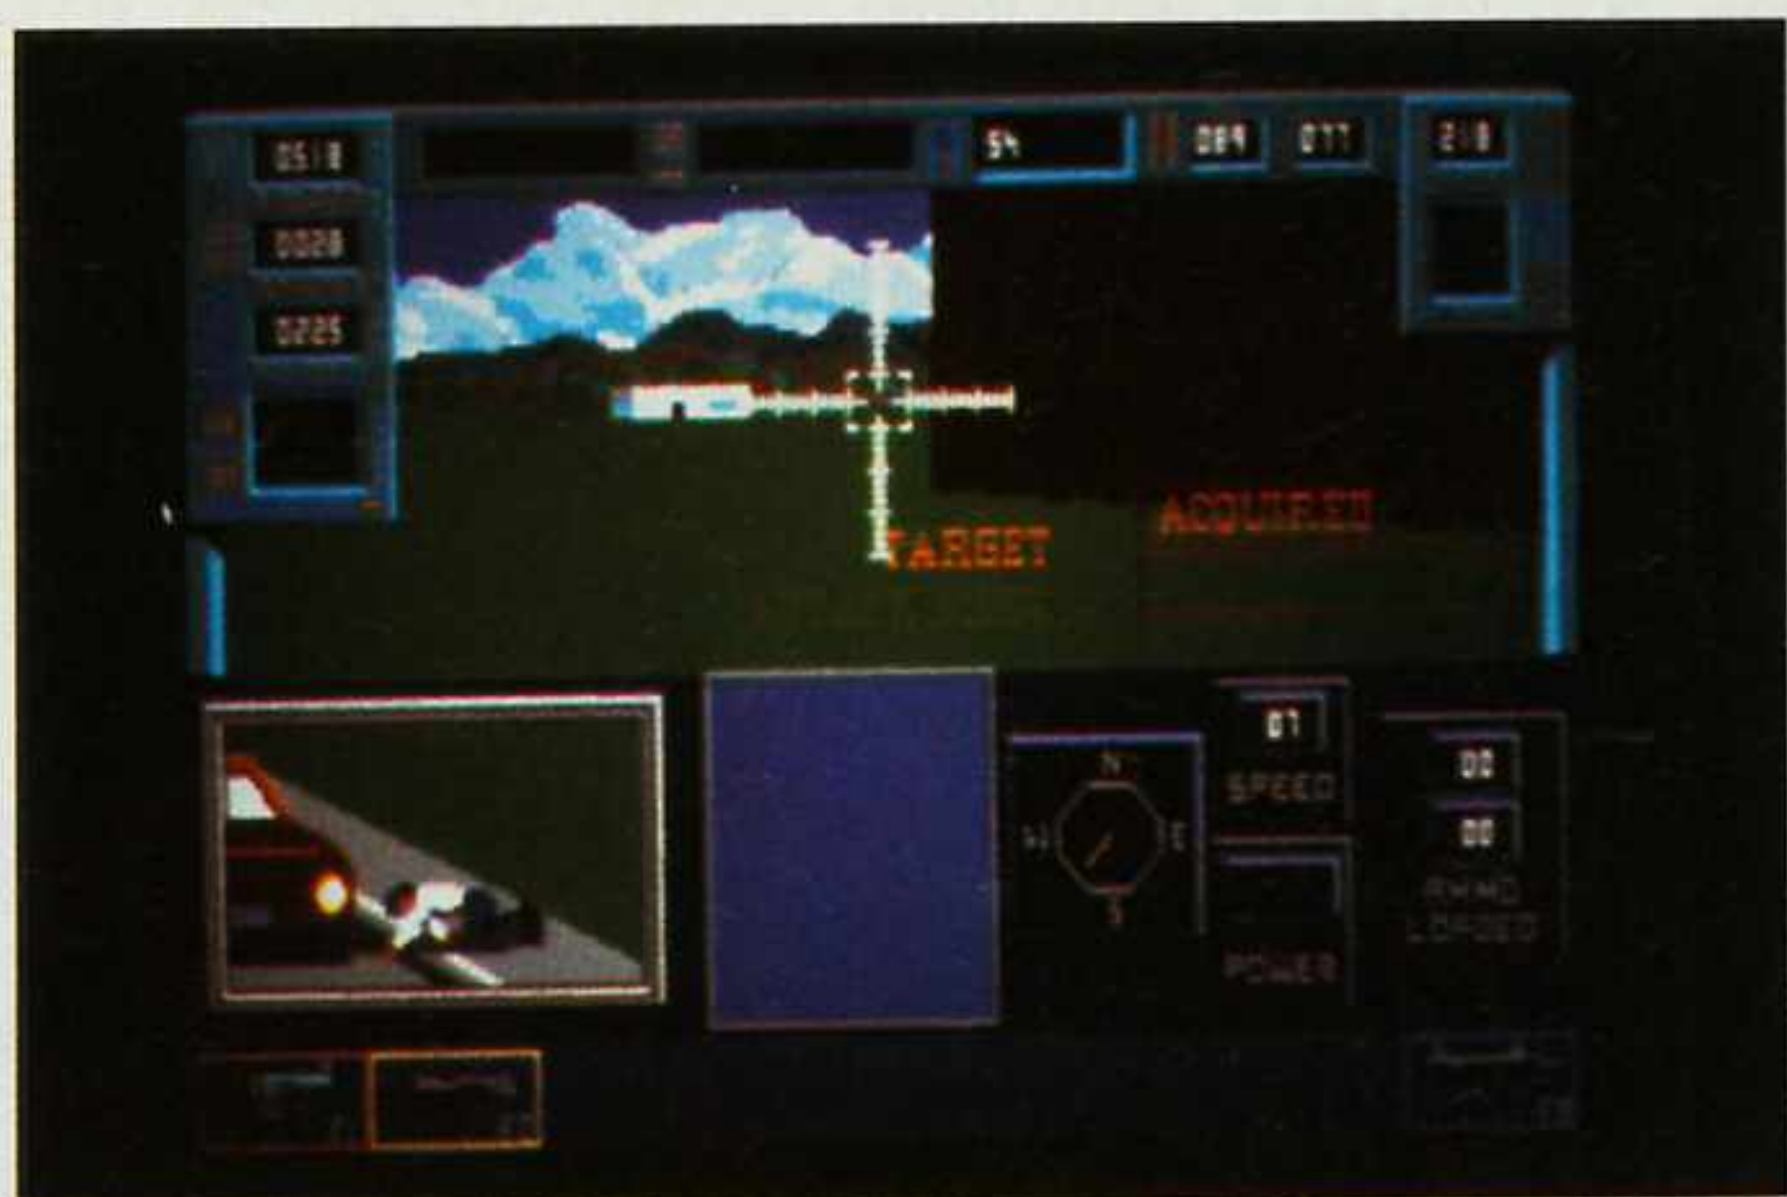 0518
54
089
077
218
0028
0225
ACQUIRED
TARGET
07
SPEED
N
W
E
S
00
00
AMMO
LOADED
POWER